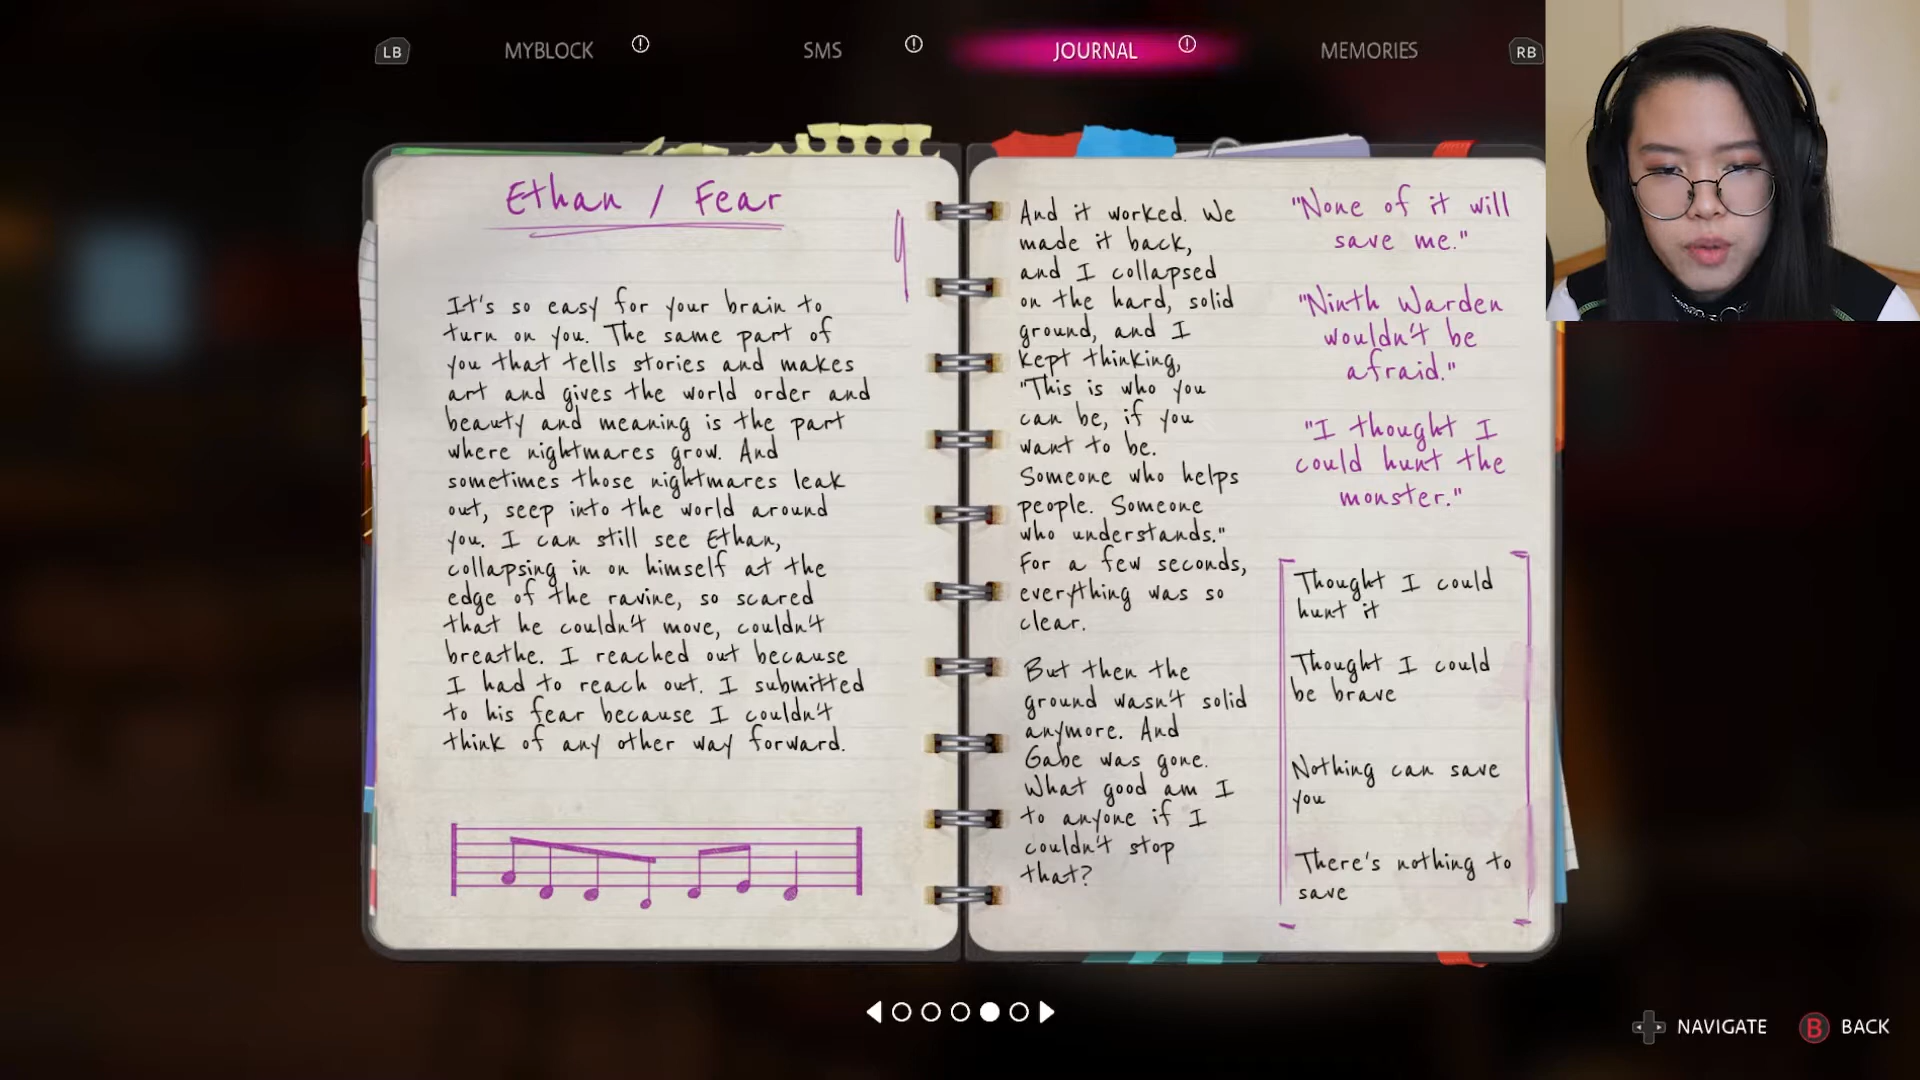 LB
MYBLOCK
SMS
JOURNAL
MEMORIES
RB
Ethan / Fear
It's so easy for your brain to
turn on you. The same part of
you that tells stories and makes
art and gives the world order and
beauty and meaning is the part
where nightmares grow. And
sometimes those nightmares leak
out, seep into the world around
you. I can still see Ethan,
collapsing in on himself at the
edge of the ravine, so scared
that he couldn't move, couldn't
breathe. I reached out because
I had to reach out. I submitted
to his fear because I couldn't
think of any other way forward.
And it worked. We
made it back,
and I collapsed
on the hard, solid
ground, and I
kept thinking,
"This is who you
can be, if you
want to be.
Someone who helps
people. Someone
who understands."
For a few seconds,
everything was so
clear.
But then the
ground wasn't solid
anymore. And
Gabe was gone.
What good am I
to anyone if I
couldn't stop
that?
"None of it will
save me."
"Ninth Warden
wouldn't be
afraid."
"I thought I
could hunt the
monster."
Thought I could
hunt it
Thought I could
be brave
Nothing can save
you
There's nothing to
save
NAVIGATE
B BACK